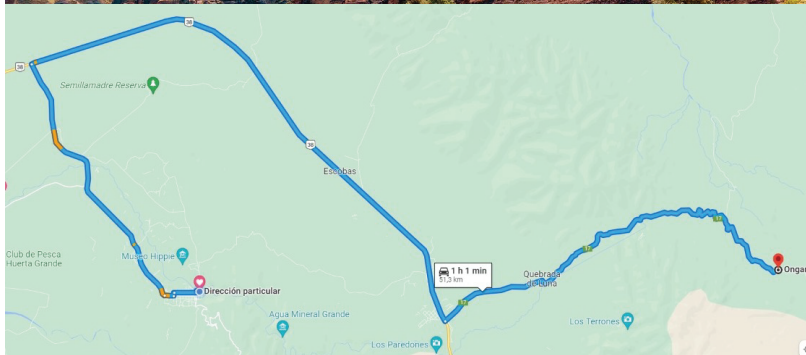 38
38
Semillamadre Reserva
38
Escobas
Club de Pesca
Huerta Grande
Museo Hippie
Dirección particular
1 h 1 min
51,3 km
17
17
17
Quebrada
de Luna
Ongam
Agua Mineral Grande
Los Terrones
Los Paredones